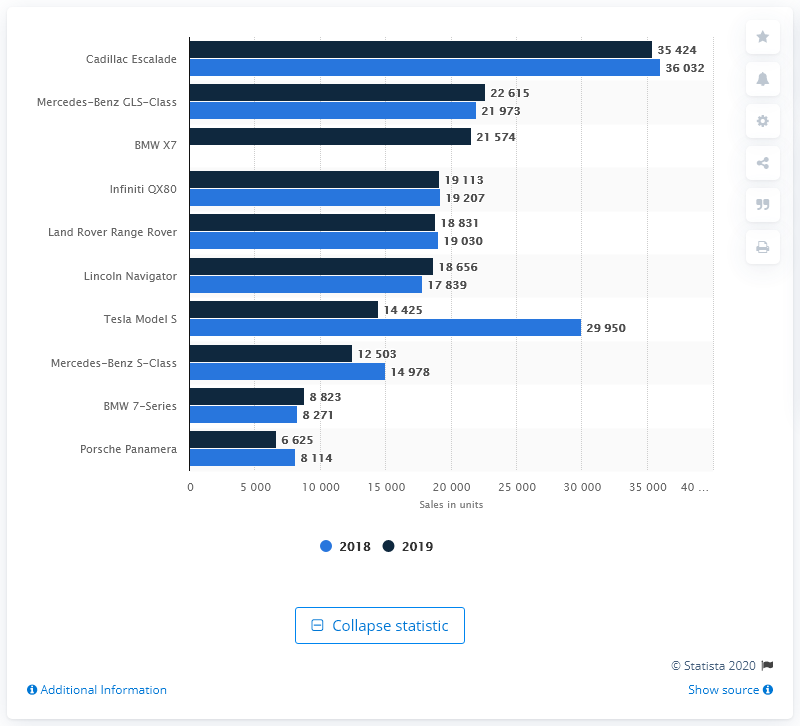 Cadillac Escalade
35 424
36 032
Mercedes-Benz GLS-Class
22 615
21 973
BMW X7
21 574
Infiniti QX80
19 113
19 207
Land Rover Range Rover
18 831
19 030
Lincoln Navigator
18 656
17 839
Tesla Model S
14 425
29 950
Mercedes-Benz S-Class
12 503
14 978
BMW 7-Series
8 823
8 271
Porsche Panamera
6 625
8 114
0 5 000 10 000 15 000 20 000 25 000 30 000 35 000 40 ...
Sales in units
2018 2019
Collapse statistic
© Statista 2020
Additional Information Show source